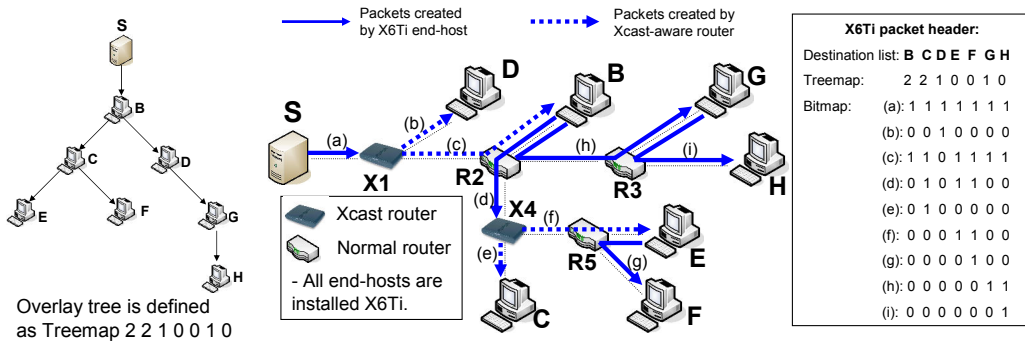 S
B
C
D
E
F
G
H
Overlay tree is defined
as Treemap 2 2 1 0 0 1 0
Packets created
by X6Ti end-host
Packets created by
Xcast-aware router
D
B
G
S
(a)
(b)
(c)
(h)
(i)
X1
R2
R3
H
(d)
X4
(f)
(e)
R5
(g)
E
C
F
Xcast router
Normal router
- All end-hosts are
installed X6Ti.
X6Ti packet header:
Destination list: B C D E F G H
Treemap: 2 2 1 0 0 1 0
Bitmap: (a): 1 1 1 1 1 1 1
(b): 0 0 1 0 0 0 0
(c): 1 1 0 1 1 1 1
(d): 0 1 0 1 1 0 0
(e): 0 1 0 0 0 0 0
(f): 0 0 0 1 1 0 0
(g): 0 0 0 0 1 0 0
(h): 0 0 0 0 0 1 1
(i): 0 0 0 0 0 0 1